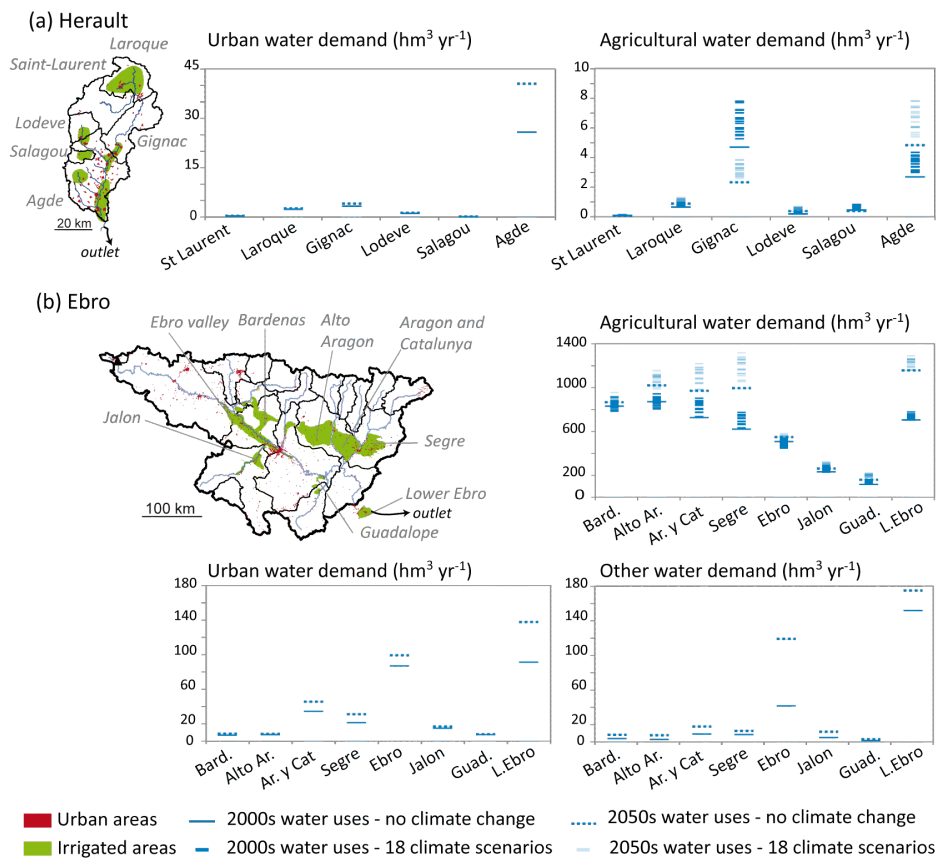 (a) Herault
Laroque
Saint-Laurent
Lodeve
Salagou
Gignac
Agde
20 km
outlet
Urban water demand (hm³ yr⁻¹)
45
30
15
0
St Laurent
Laroque
Gignac
Lodeve
Salagou
Agde
Agricultural water demand (hm³ yr⁻¹)
10
8
6
4
2
0
St Laurent
Laroque
Gignac
Lodeve
Salagou
Agde
(b) Ebro
Ebro valley
Bardenas
Alto
Aragon
Aragon and
Catalunya
Jalon
Segre
Lower Ebro
outlet
Guadalope
100 km
Agricultural water demand (hm³ yr⁻¹)
1400
1000
600
200
0
Bard.
Alto Ar.
Ar. y Cat
Segre
Ebro
Jalon
Guad.
L.Ebro
Urban water demand (hm³ yr⁻¹)
180
140
100
60
20
0
Bard.
Alto Ar.
Ar. y Cat
Segre
Ebro
Jalon
Guad.
L.Ebro
Other water demand (hm³ yr⁻¹)
180
140
100
60
20
0
Bard.
Alto Ar.
Ar. y Cat
Segre
Ebro
Jalon
Guad.
L.Ebro
Urban areas
2000s water uses - no climate change
2050s water uses - no climate change
Irrigated areas
2000s water uses - 18 climate scenarios
2050s water uses - 18 climate scenarios